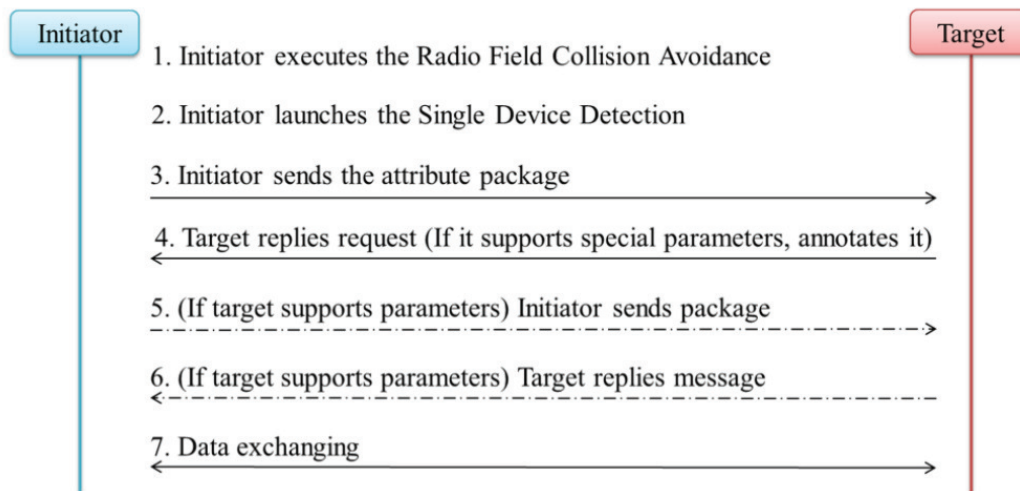 Initiator
Target
1. Initiator executes the Radio Field Collision Avoidance
2. Initiator launches the Single Device Detection
3. Initiator sends the attribute package
4. Target replies request (If it supports special parameters, annotates it)
5. (If target supports parameters) Initiator sends package
6. (If target supports parameters) Target replies message
7. Data exchanging